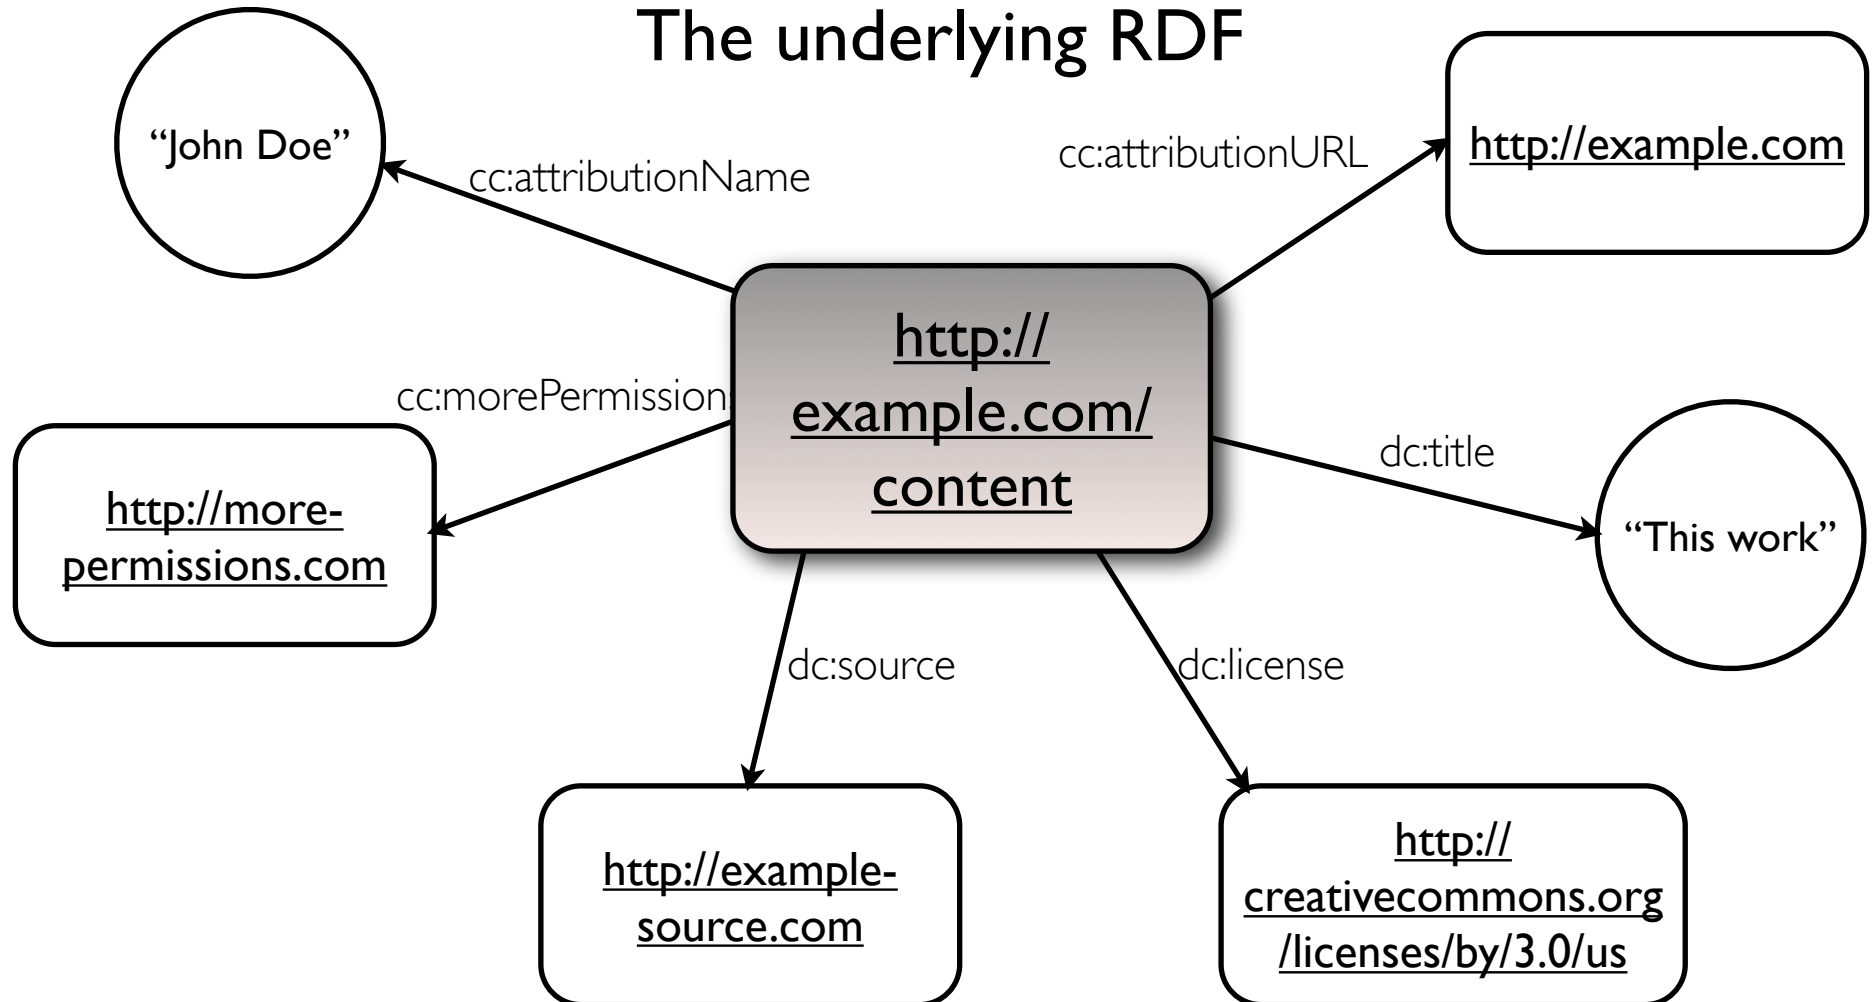 The underlying RDF
“John Doe”
cc:attributionName
cc:attributionURL
http://example.com
http://
example.com/
content
cc:morePermissions
http://more-
permissions.com
dc:title
“This work”
dc:source
dc:license
http://example-
source.com
http://
creativecommons.org
/licenses/by/3.0/us